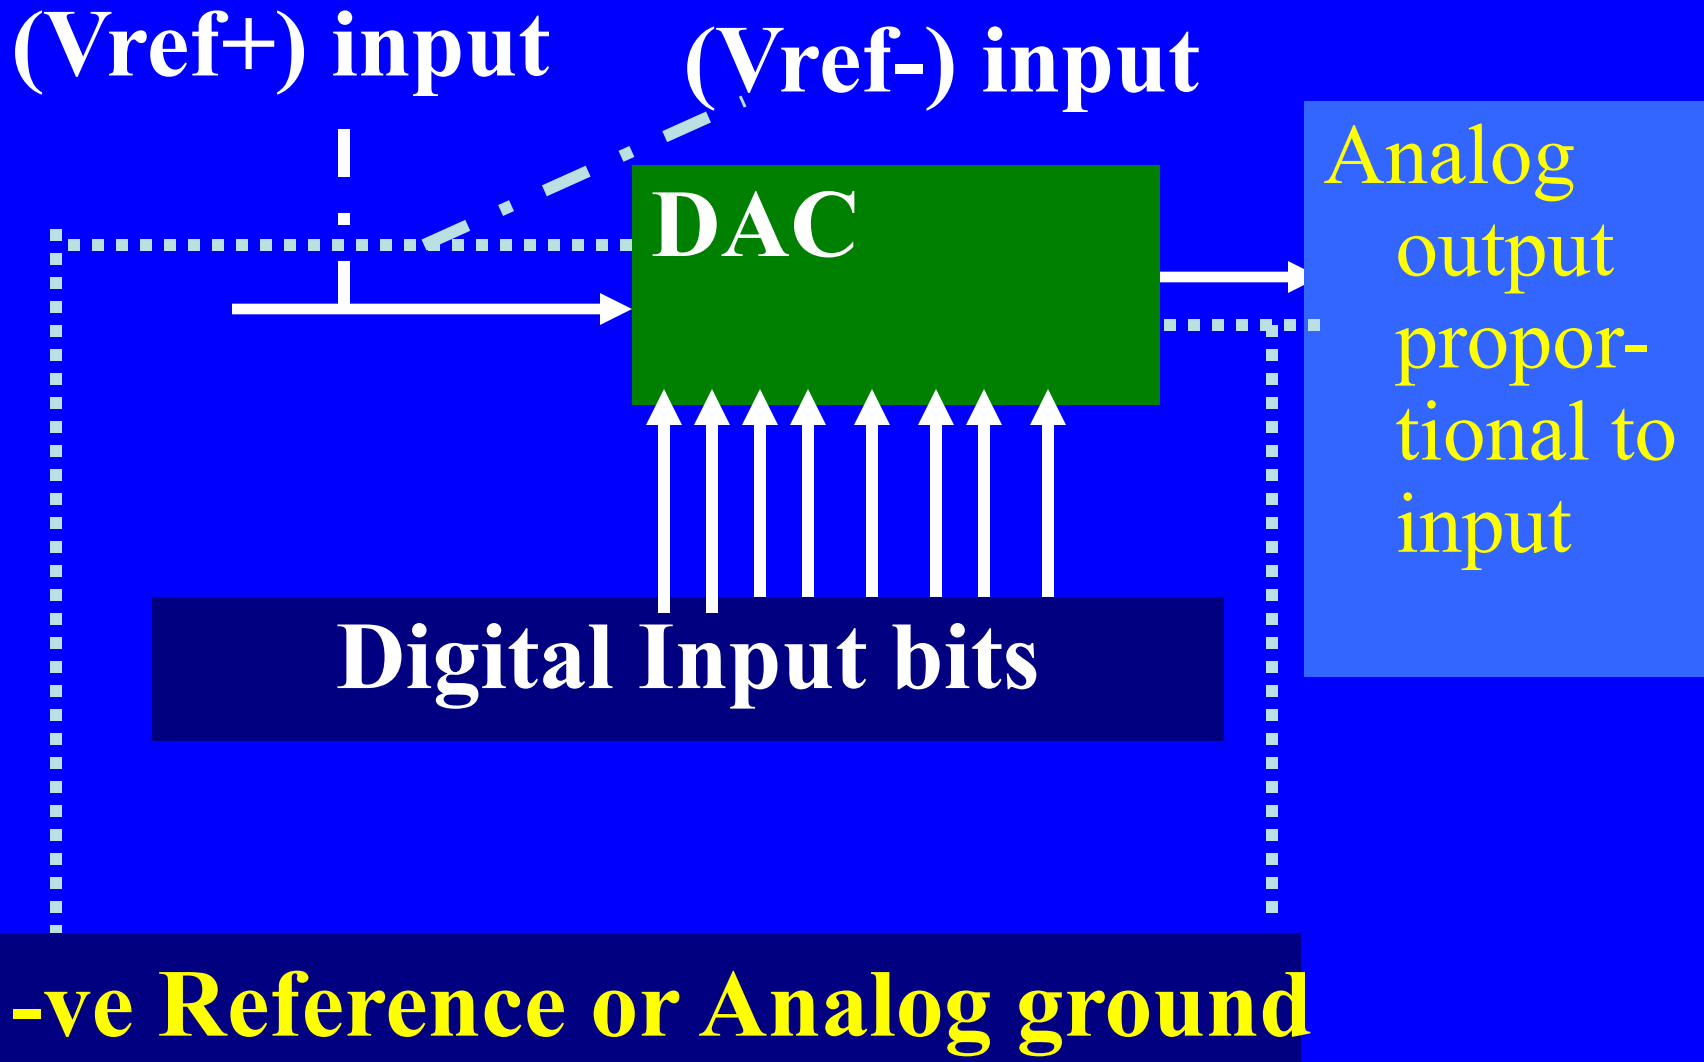 (Vref+) input
(Vref-) input
DAC
Analog
output
propor-
tional to
input
Digital Input bits
-ve Reference or Analog ground